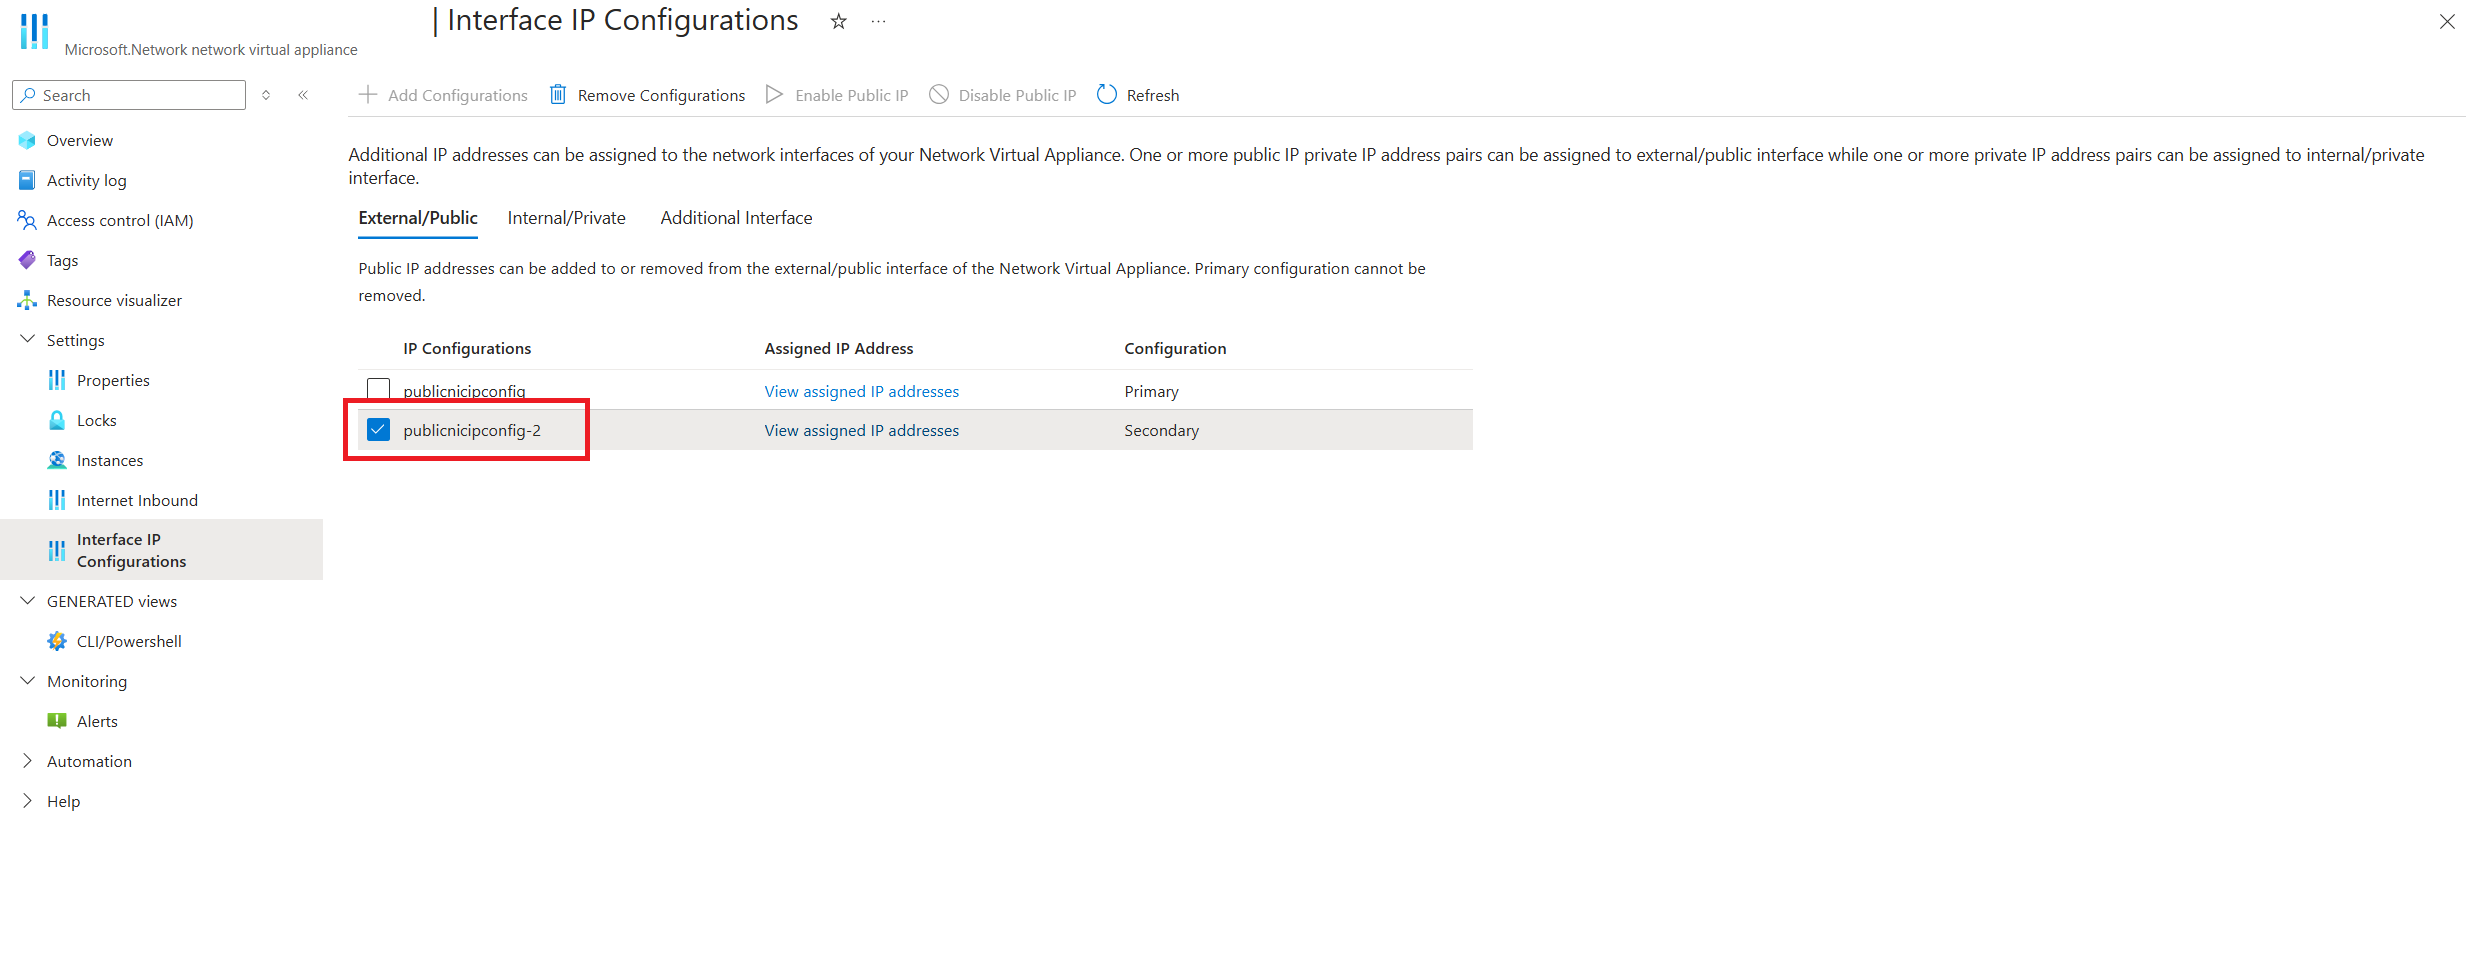 | Interface IP Configurations
Microsoft.Network network virtual appliance
Search
Add Configurations
Remove Configurations
Enable Public IP
Disable Public IP
Refresh
Overview
Activity log
Access control (IAM)
Tags
Resource visualizer
Settings
Properties
Locks
Instances
Internet Inbound
Interface IP
Configurations
GENERATED views
CLI/Powershell
Monitoring
Alerts
Automation
Help
Additional IP addresses can be assigned to the network interfaces of your Network Virtual Appliance. One or more public IP private IP address pairs can be assigned to external/public interface while one or more private IP address pairs can be assigned to internal/private
interface.
External/Public
Internal/Private
Additional Interface
Public IP addresses can be added to or removed from the external/public interface of the Network Virtual Appliance. Primary configuration cannot be
removed.
IP Configurations
Assigned IP Address
Configuration
publicnicipconfig
View assigned IP addresses
Primary
publicnicipconfig-2
View assigned IP addresses
Secondary